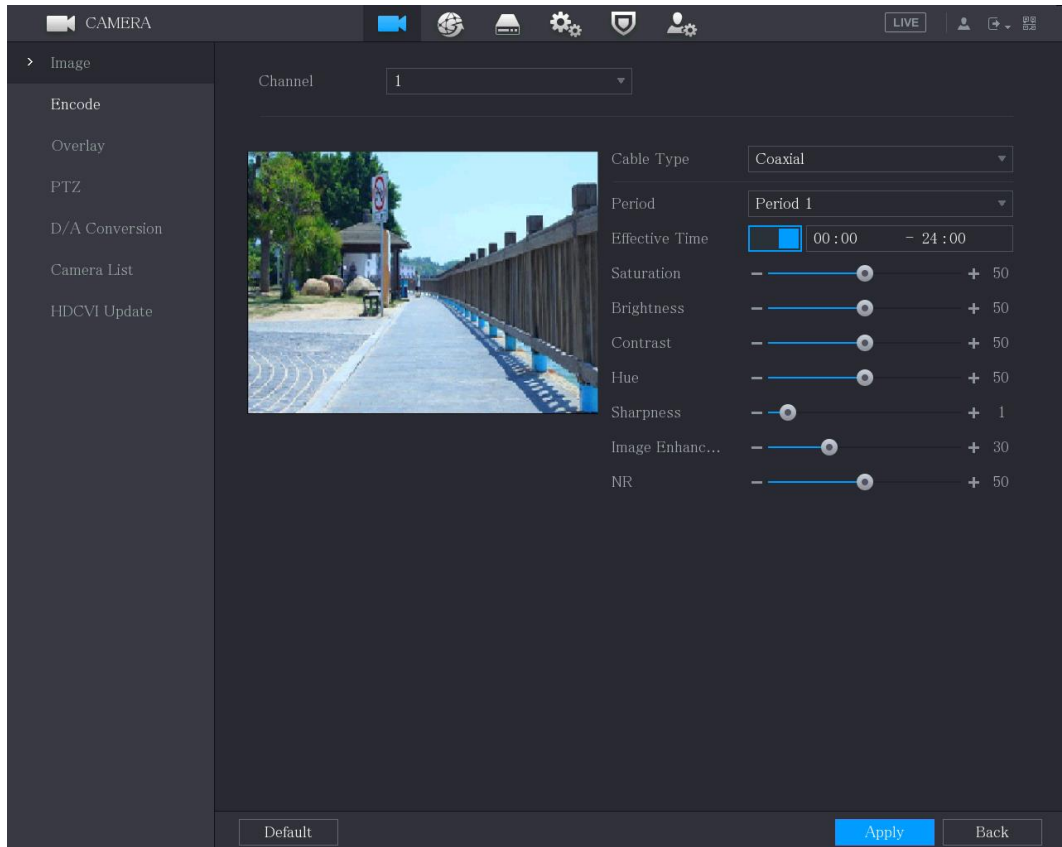 CAMERA
LIVE
Image
Encode
Overlay
PTZ
D/A Conversion
Camera List
HDCVI Update
Channel 1
Cable Type Coaxial
Period Period 1
Effective Time 00:00 - 24:00
Saturation 50
Brightness 50
Contrast 50
Hue 50
Sharpness 1
Image Enhanc... 30
NR 50
Default
Apply
Back